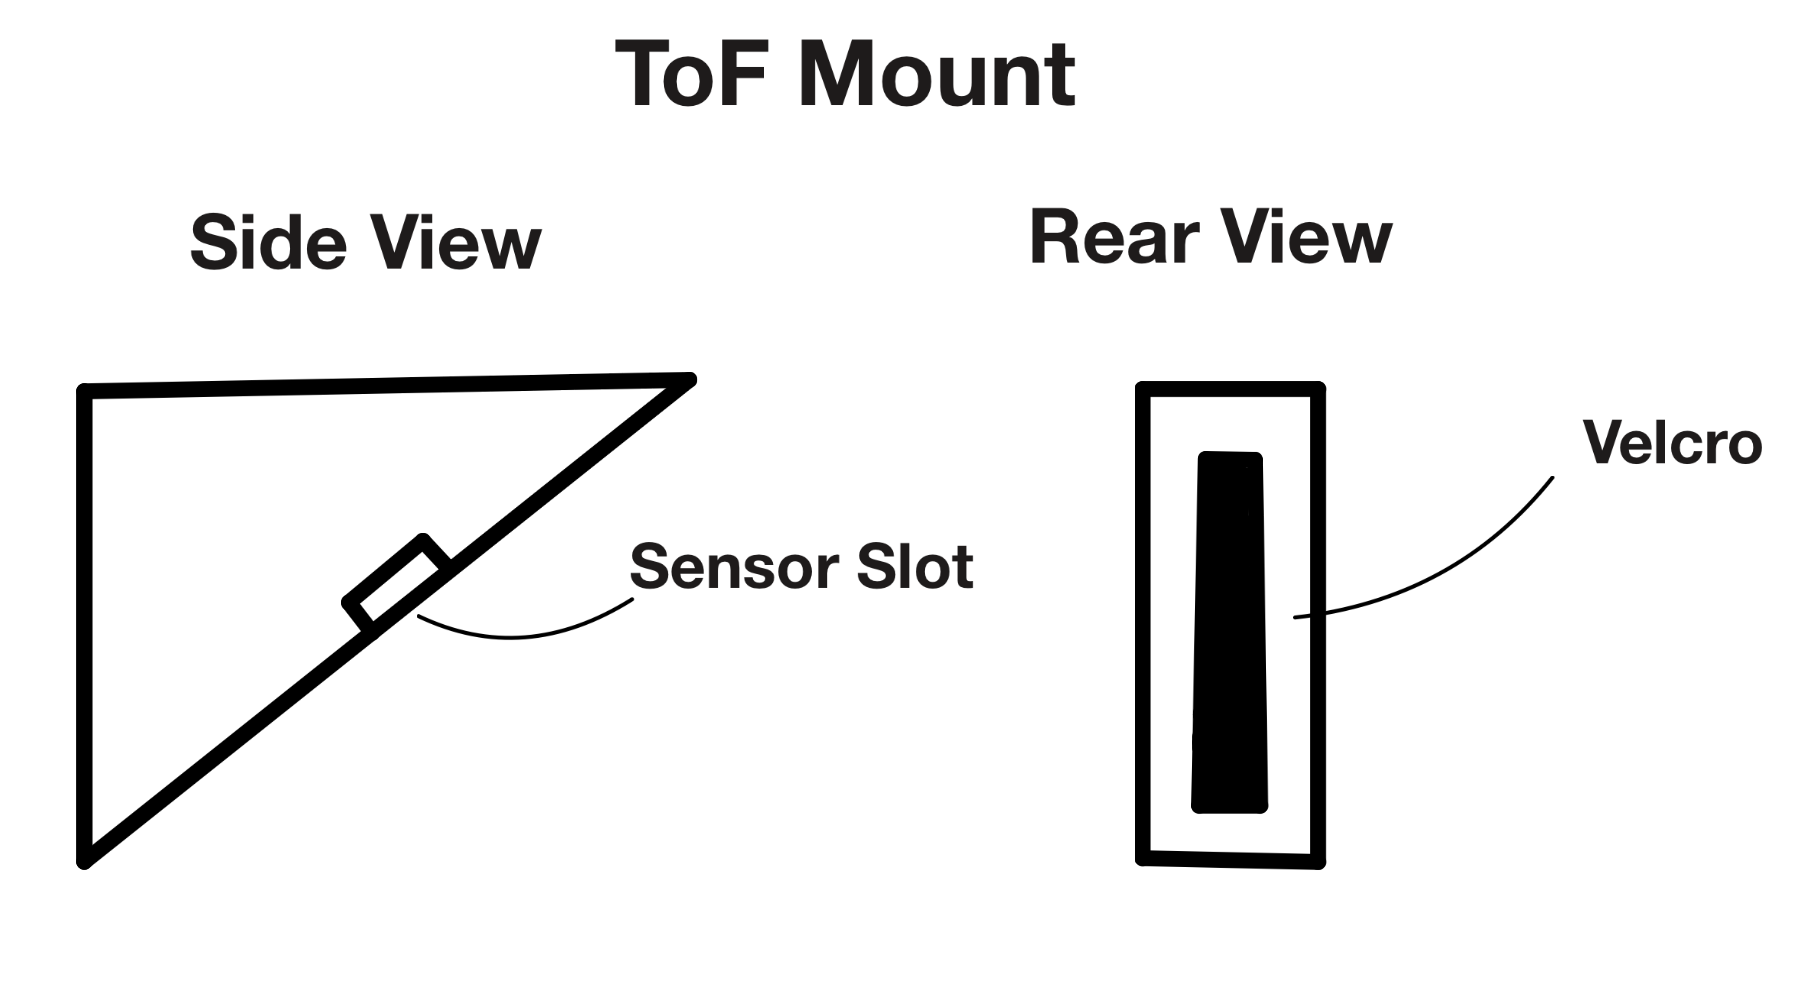 ToF Mount
Side View
Rear View
Velcro
Sensor Slot